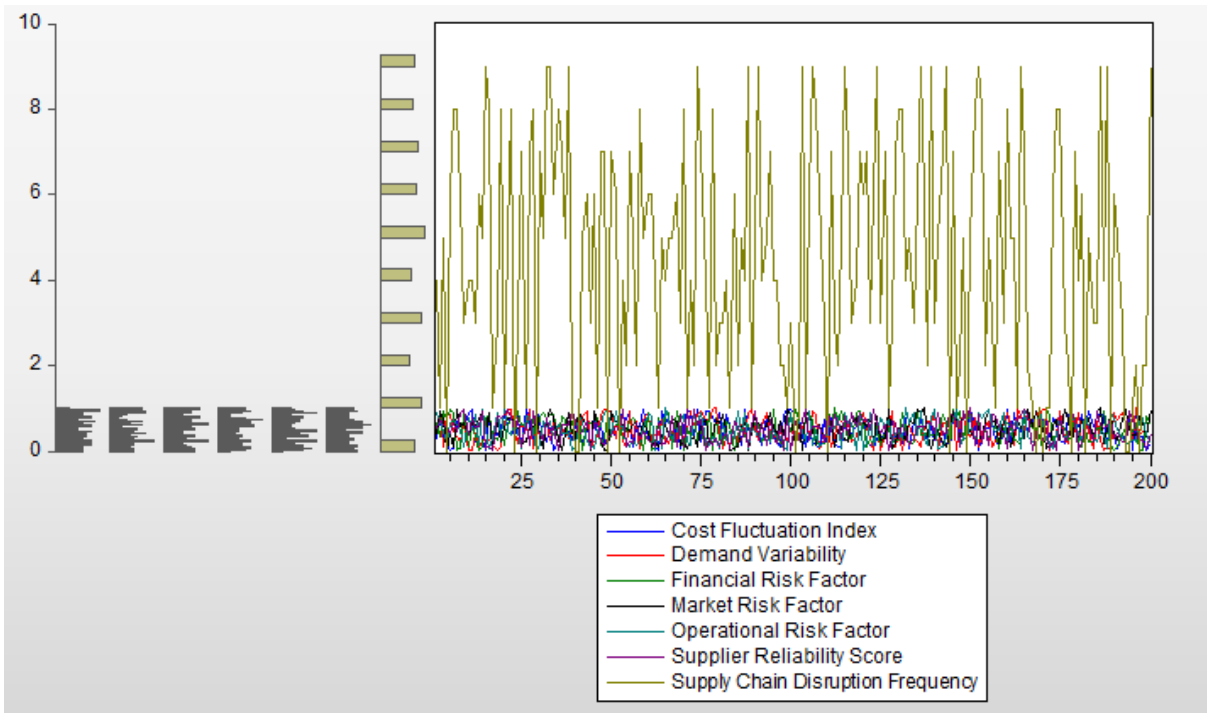 10
8
6
4
2
0
25 50 75 100 125 150 175 200
Cost Fluctuation Index
Demand Variability
Financial Risk Factor
Market Risk Factor
Operational Risk Factor
Supplier Reliability Score
Supply Chain Disruption Frequency